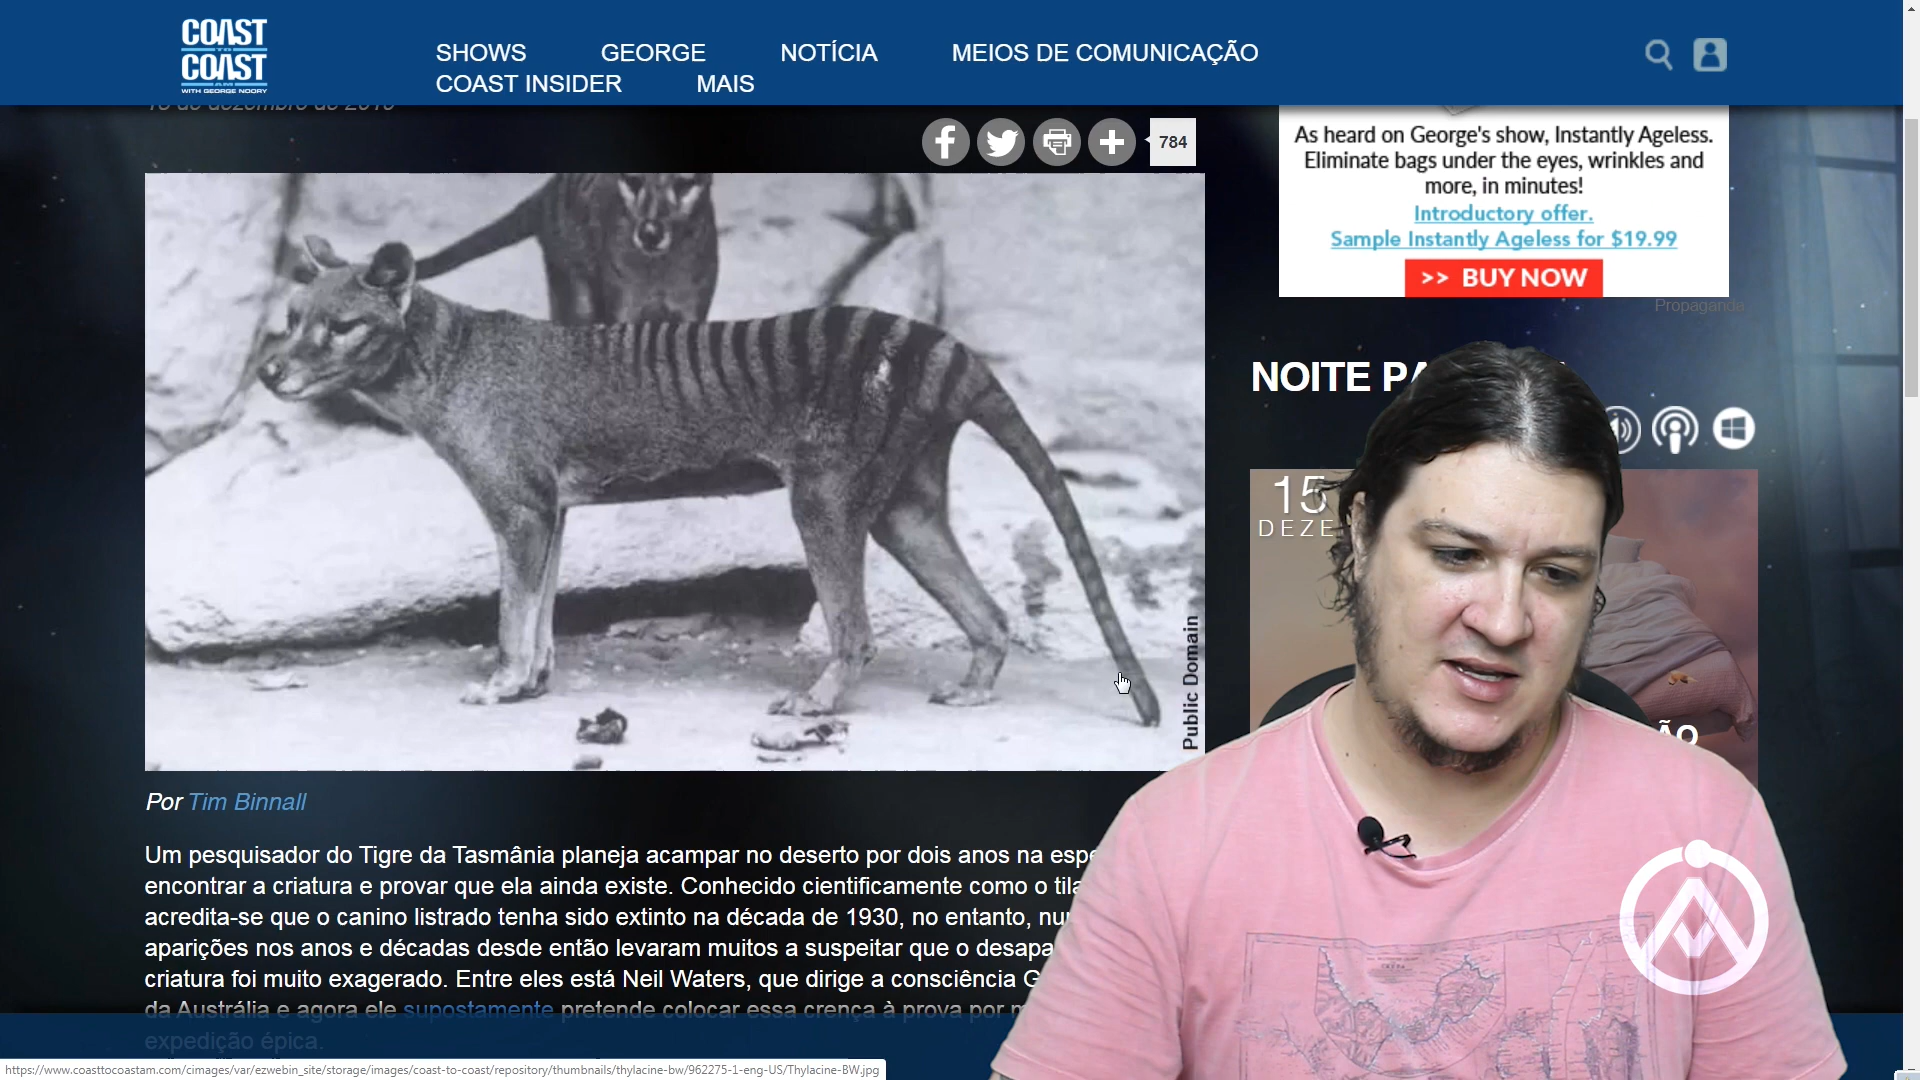 COAST
TO
COAST
AM
WITH GEORGE NOORY
SHOWS GEORGE NOTÍCIA MEIOS DE COMUNICAÇÃO
COAST INSIDER MAIS
784
As heard on George's show, Instantly Ageless.
Eliminate bags under the eyes, wrinkles and
more, in minutes!
Introductory offer.
Sample Instantly Ageless for $19.99
>> BUY NOW
Propaganda
NOITE
15
DEZE
Public Domain
Por Tim Binnall
Um pesquisador do Tigre da Tasmânia planeja acampar no deserto por dois anos na
encontrar a criatura e provar que ela ainda existe. Conhecido cientificamente como o
acredita-se que o canino listrado tenha sido extinto na década de 1930, no entanto,
aparições nos anos e décadas desde então levaram muitos a suspeitar que o
criatura foi muito exagerado. Entre eles está Neil Waters, que dirige a consciência
da Austrália e agora ele supostamente pretende colocar essa crença à prova por
expedição épica.
https://www.coasttocoastam.com/cimages/var/ezwebin_site/storage/images/coast-to-coast/repository/thumbnails/thylacine-bw/962275-1-eng-US/Thylacine-BW.jpg